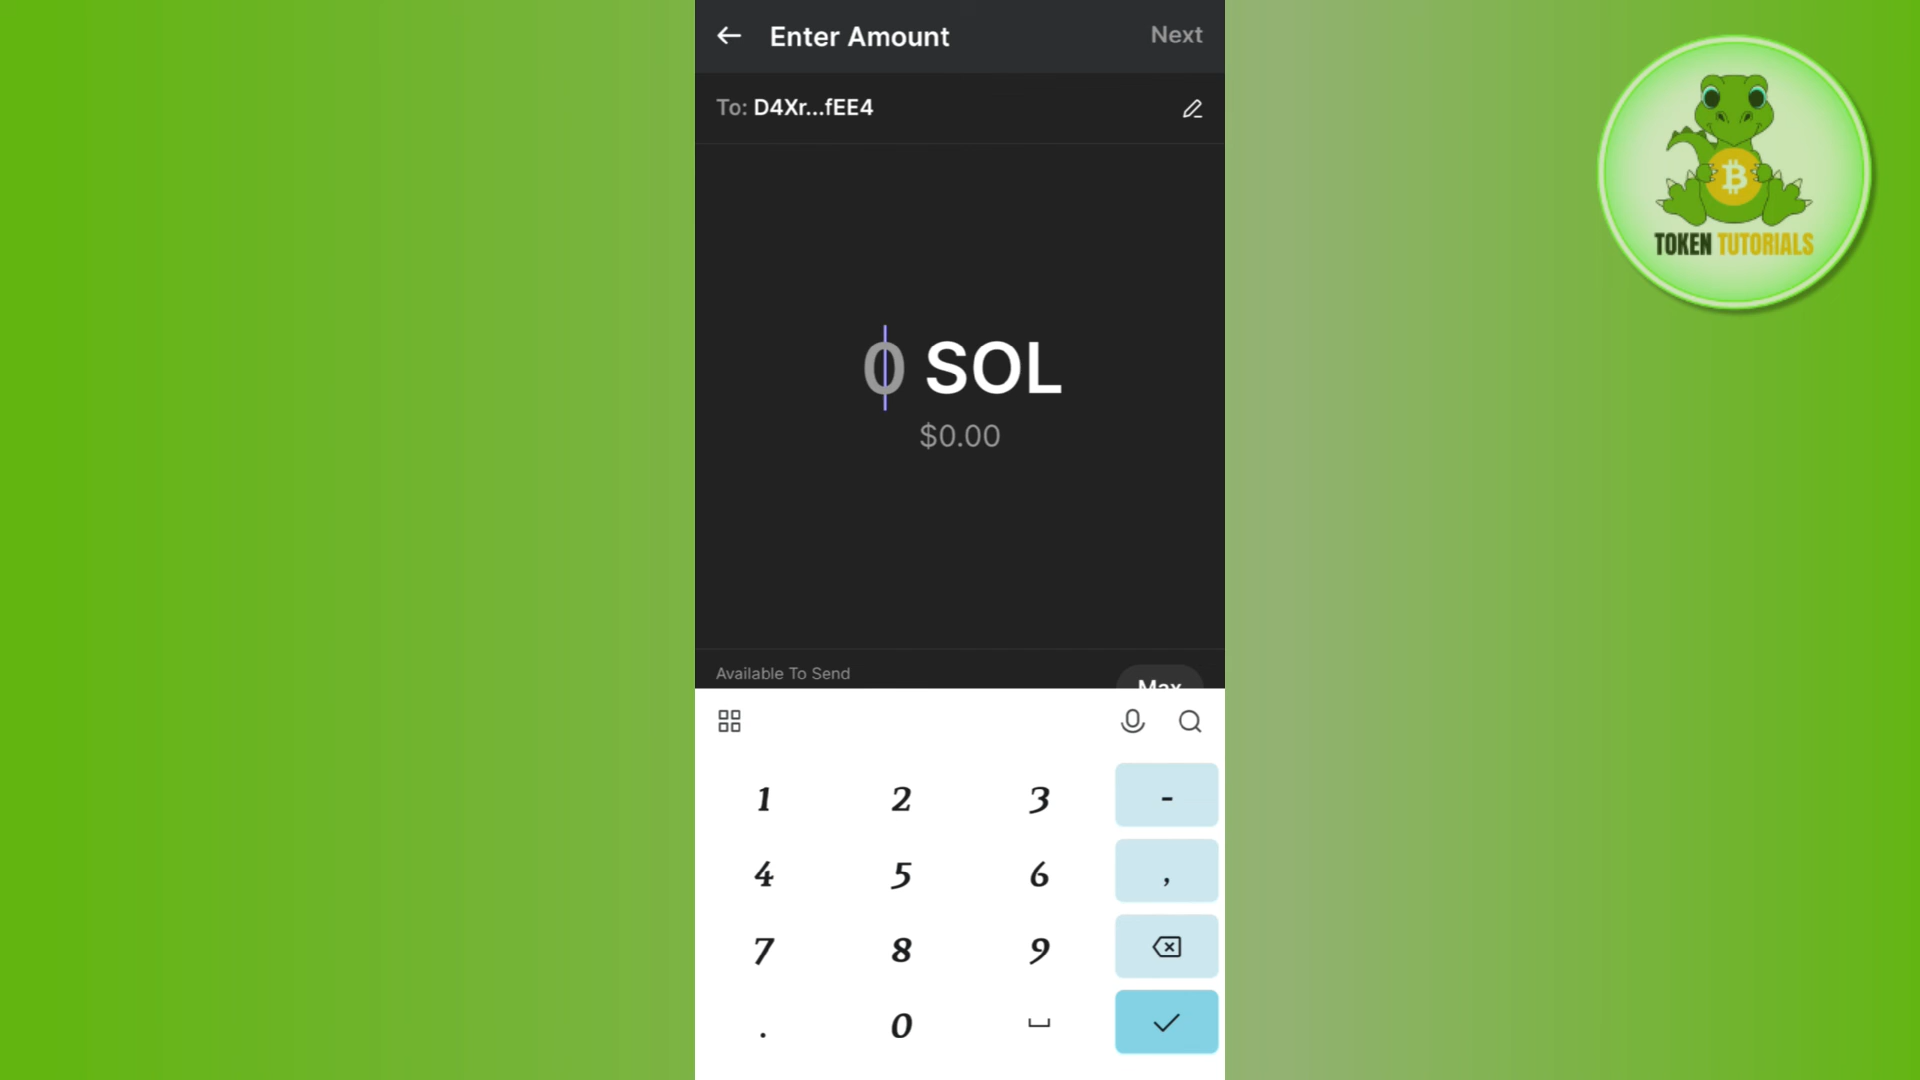 Enter Amount
Next
To: D4Xr...fEE4
0 SOL
$0.00
Available To Send
Max
1 2 3 -
4 5 6 ,
7 8 9
. 0
TOKEN TUTORIALS